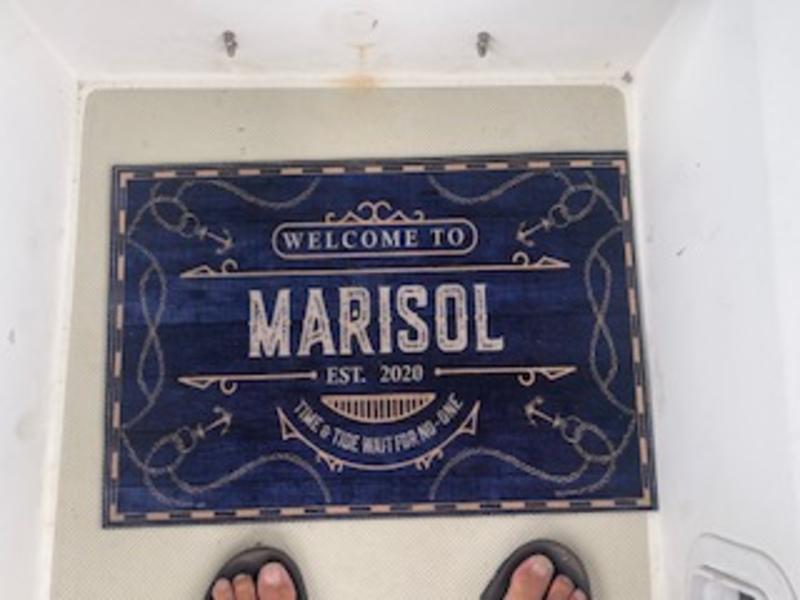 WELCOME TO
MARISOL
EST. 2020
TIME & TIDE WAIT FOR NO-ONE